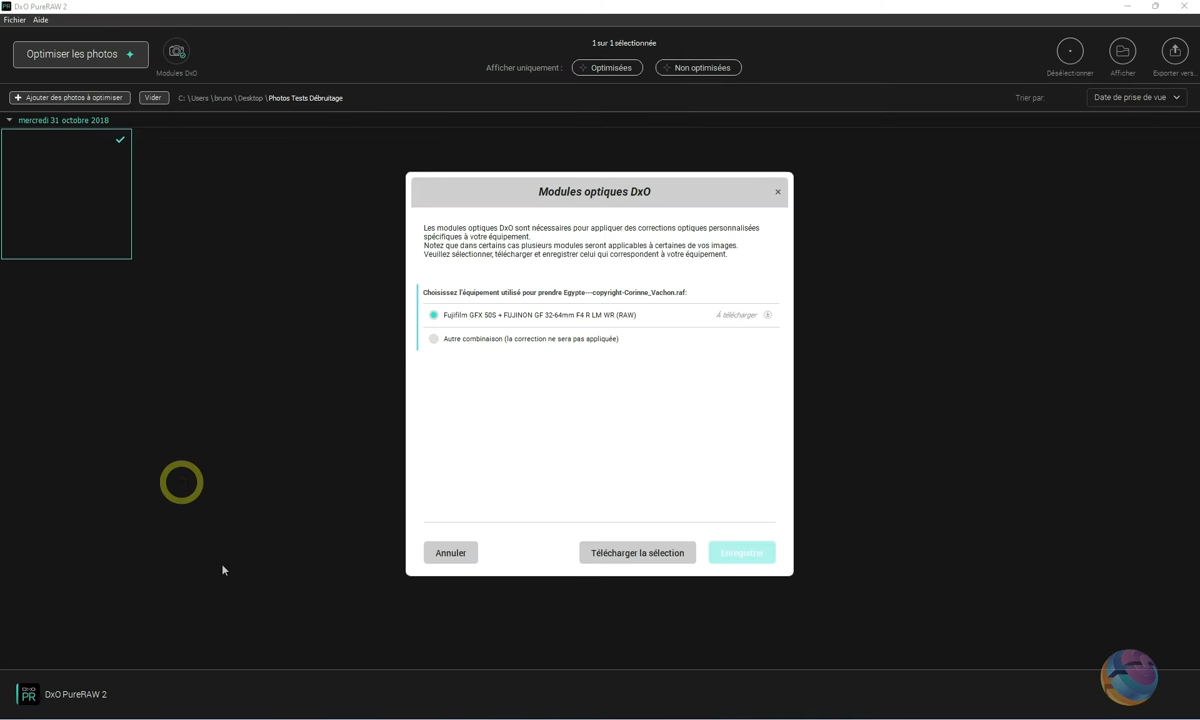 DxO PureRAW 2
Fichier Aide
Optimiser les photos
Modules DxO
1 sur 1 sélectionnée
Afficher uniquement : Optimisées Non optimisées
Désélectionner
Afficher
Exporter vers...
Ajouter des photos à optimiser Vider C: \Users \bruno \Desktop \Photos Tests Débruitage
Trier par: Date de prise de vue
mercredi 31 octobre 2018
Modules optiques DxO
Les modules optiques DxO sont nécessaires pour appliquer des corrections optiques personnalisées
spécifiques à votre équipement.
Notez que dans certains cas plusieurs modules seront applicables à certaines de vos images.
Veuillez sélectionner, télécharger et enregistrer celui qui correspondent à votre équipement.
Choisissez l'équipement utilisé pour prendre Egypte---copyright-Corinne_Vachon.raf:
Fujifilm GFX 50S + FUJINON GF 32-64mm F4 R LM WR (RAW) À télécharger
Autre combinaison (la correction ne sera pas appliquée)
Annuler Télécharger la sélection Enregistrer
DxO
PR
DxO PureRAW 2